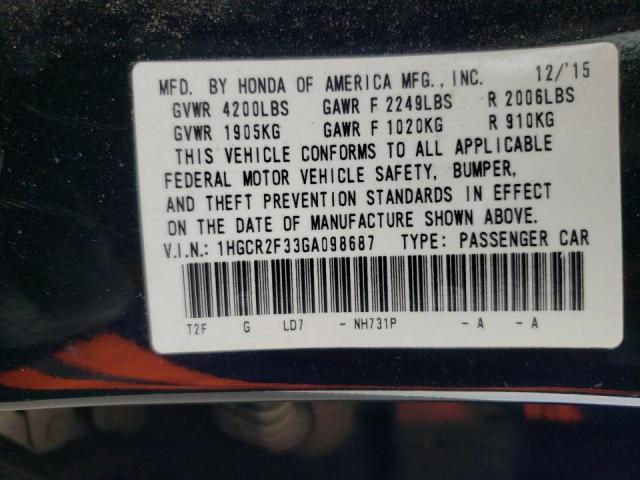 MFD. BY HONDA OF AMERICA MFG., INC. 12/'15
GVWR 4200LBS GAWR F 2249LBS R 2006LBS
GVWR 1905KG GAWR F 1020KG R 910KG
THIS VEHICLE CONFORMS TO ALL APPLICABLE
FEDERAL MOTOR VEHICLE SAFETY, BUMPER,
AND THEFT PREVENTION STANDARDS IN EFFECT
ON THE DATE OF MANUFACTURE SHOWN ABOVE.
V.I.N.: 1HGCR2F33GA098687 TYPE: PASSENGER CAR
T2F G LD7 - NH731P - A - A